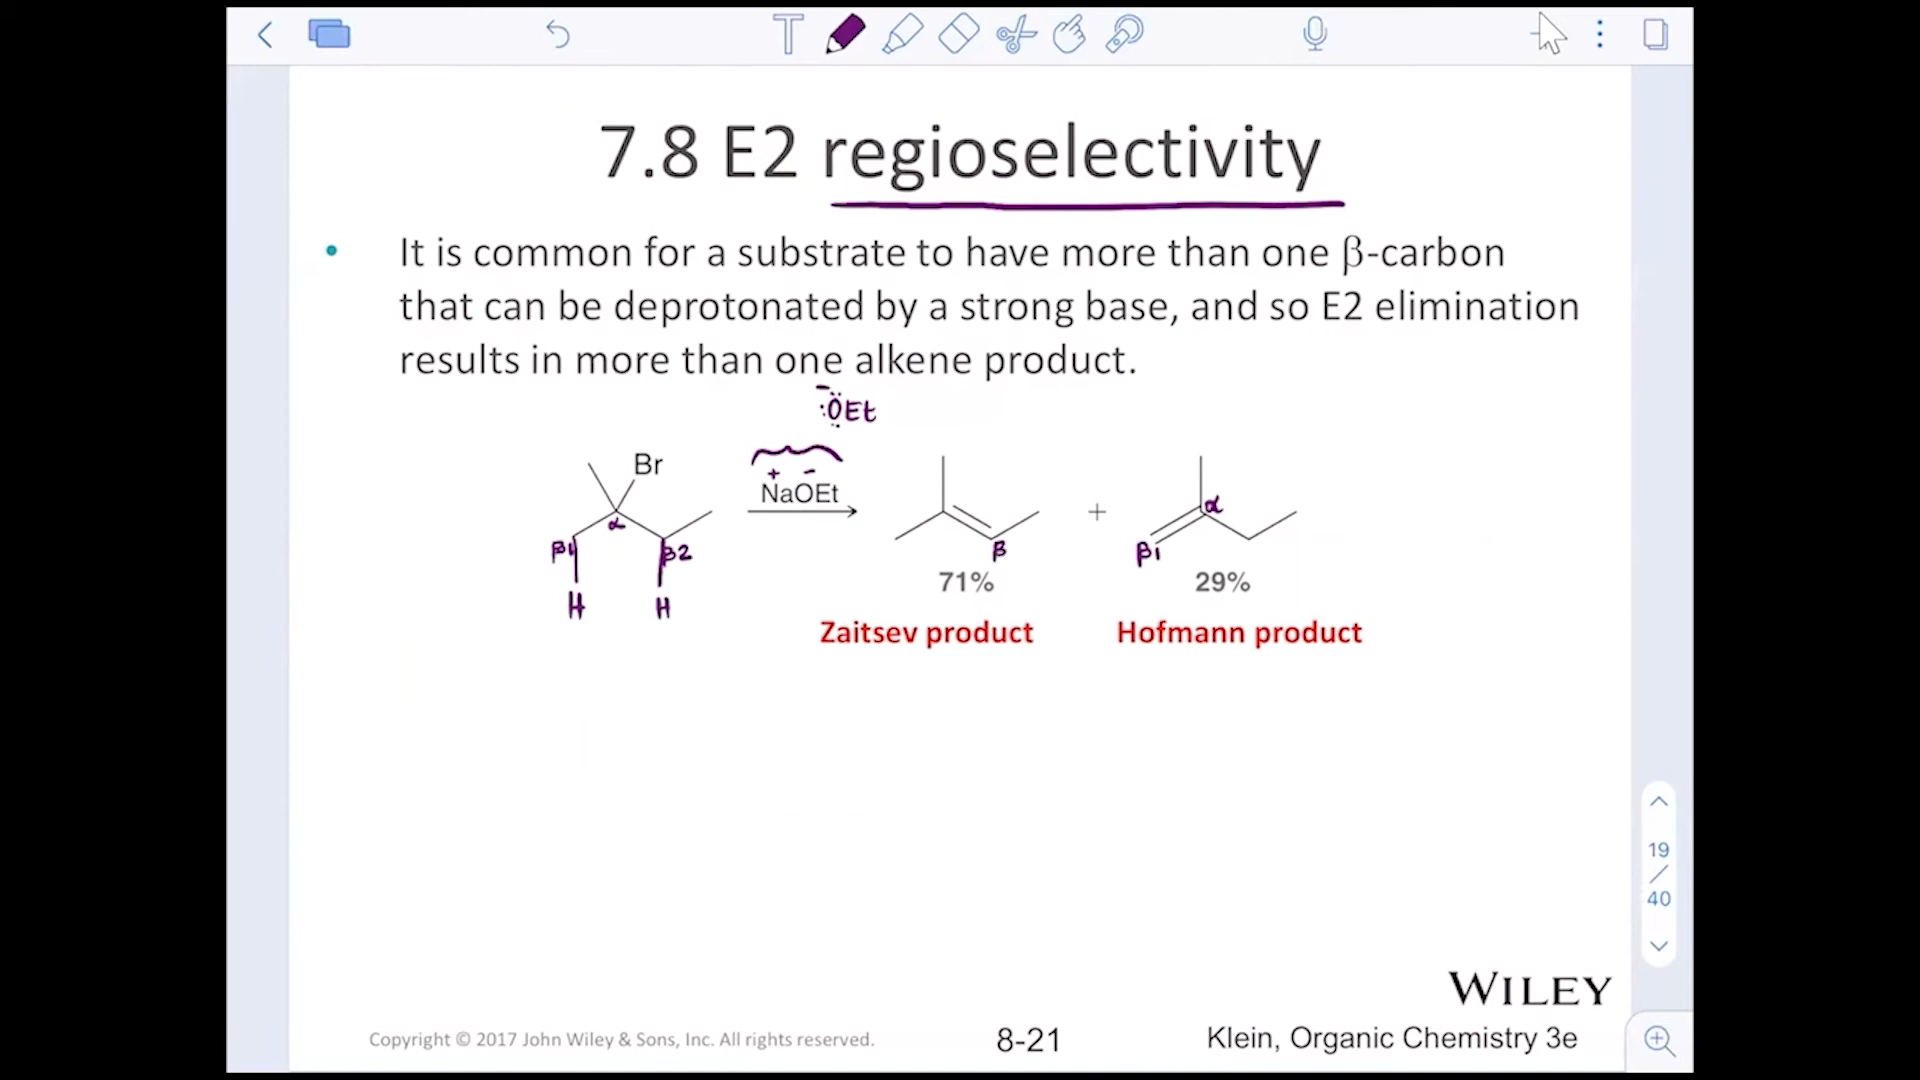 7.8 E2 regioselectivity
• It is common for a substrate to have more than one β-carbon
that can be deprotonated by a strong base, and so E2 elimination
results in more than one alkene product.
:ÖEt
Br
+ -
NaOEt
+
α
α
β1
β2
β
β1
H
H
71%
29%
Zaitsev product
Hofmann product
19
/
40
WILEY
Copyright © 2017 John Wiley & Sons, Inc. All rights reserved.
8-21
Klein, Organic Chemistry 3e